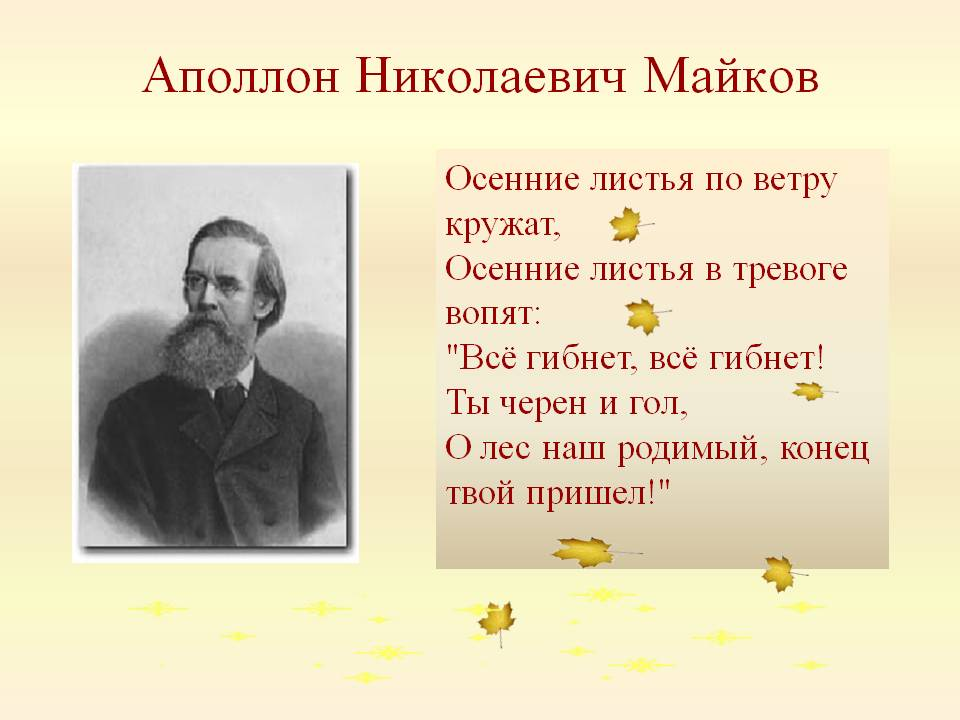 Аполлон Николаевич Майков
Осенние листья по ветру
кружат,
Осенние листья в тревоге
вопят:
"Всё гибнет, всё гибнет!
Ты черен и гол,
О лес наш родимый, конец
твой пришел!"